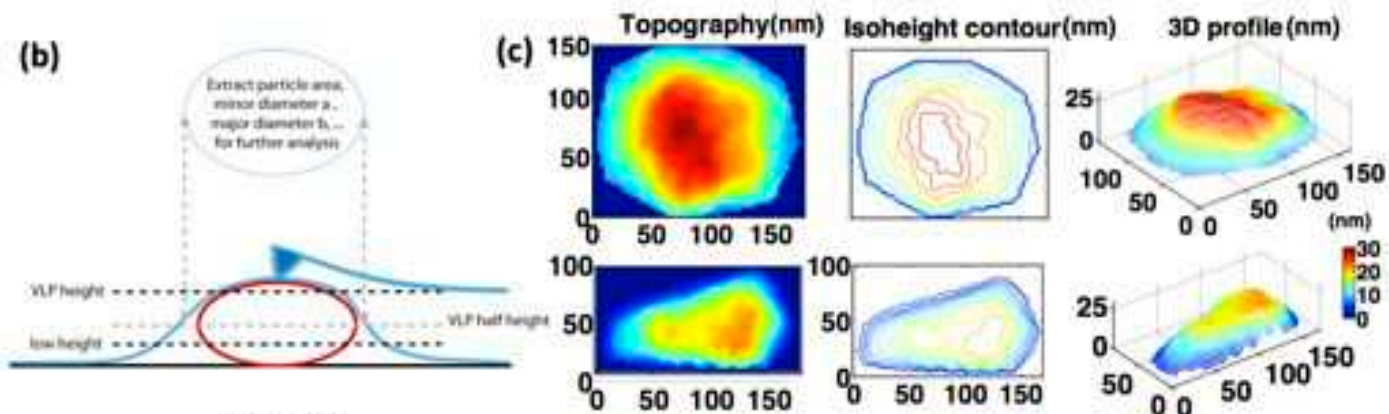 (b)
Extract particle area,
minor diameter a..
major diameter b, ...
for further analysis
VLP height
VLP half height
low height
(c)
Topography(nm)
150
100
50
0
0 50 100 150
Isoheight contour(nm)
3D profile(nm)
25
0
100
50
0
0
50
100
150
(nm)
30
20
10
0
100
50
0
0 50 100 150
100
50
0
0 50 100 150
25
0
50
0
0
50
100
150